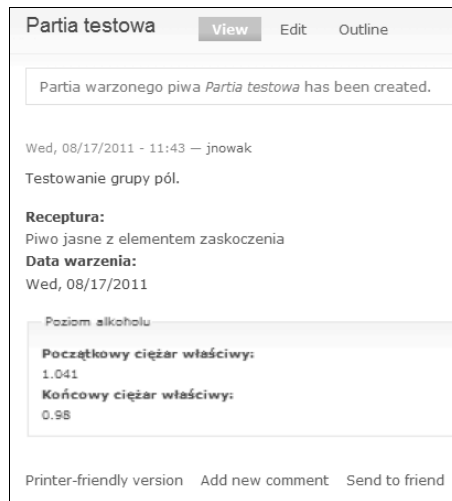 Partia testowa View Edit Outline
Partia warzonego piwa Partia testowa has been created.
Wed, 08/17/2011 - 11:43 — jnowak
Testowanie grupy pól.
Receptura:
Piwo jasne z elementem zaskoczenia
Data warzenia:
Wed, 08/17/2011
Poziom alkoholu
Początkowy ciężar właściwy:
1.041
Końcowy ciężar właściwy:
0.98
Printer-friendly version Add new comment Send to friend